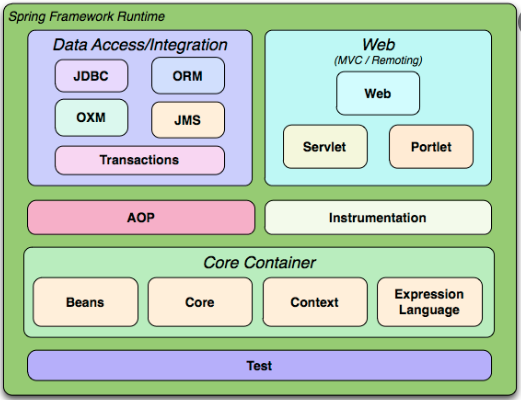 Spring Framework Runtime
Data Access/Integration
JDBC
ORM
OXM
JMS
Transactions
Web
(MVC / Remoting)
Web
Servlet
Portlet
AOP
Instrumentation
Core Container
Beans
Core
Context
Expression
Language
Test